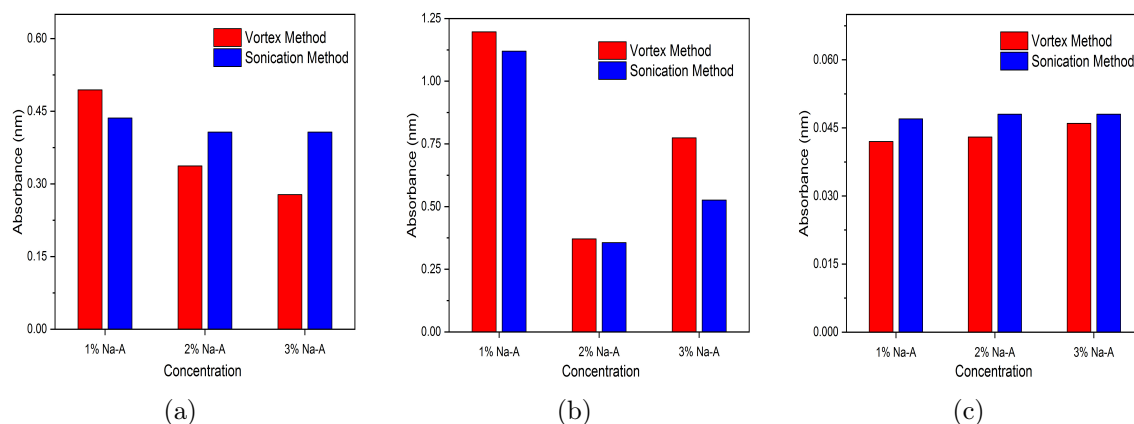 0.60
0.45
0.30
0.15
0.00
Absorbance (nm)
Vortex Method
Sonication Method
1% Na-A
2% Na-A
3% Na-A
Concentration
(a)
1.25
1.00
0.75
0.50
0.25
0.00
Absorbance (nm)
Vortex Method
Sonication Method
1% Na-A
2% Na-A
3% Na-A
Concentration
(b)
0.060
0.045
0.030
0.015
0.000
Absorbance (nm)
Vortex Method
Sonication Method
1% Na-A
2% Na-A
3% Na-A
Concentration
(c)